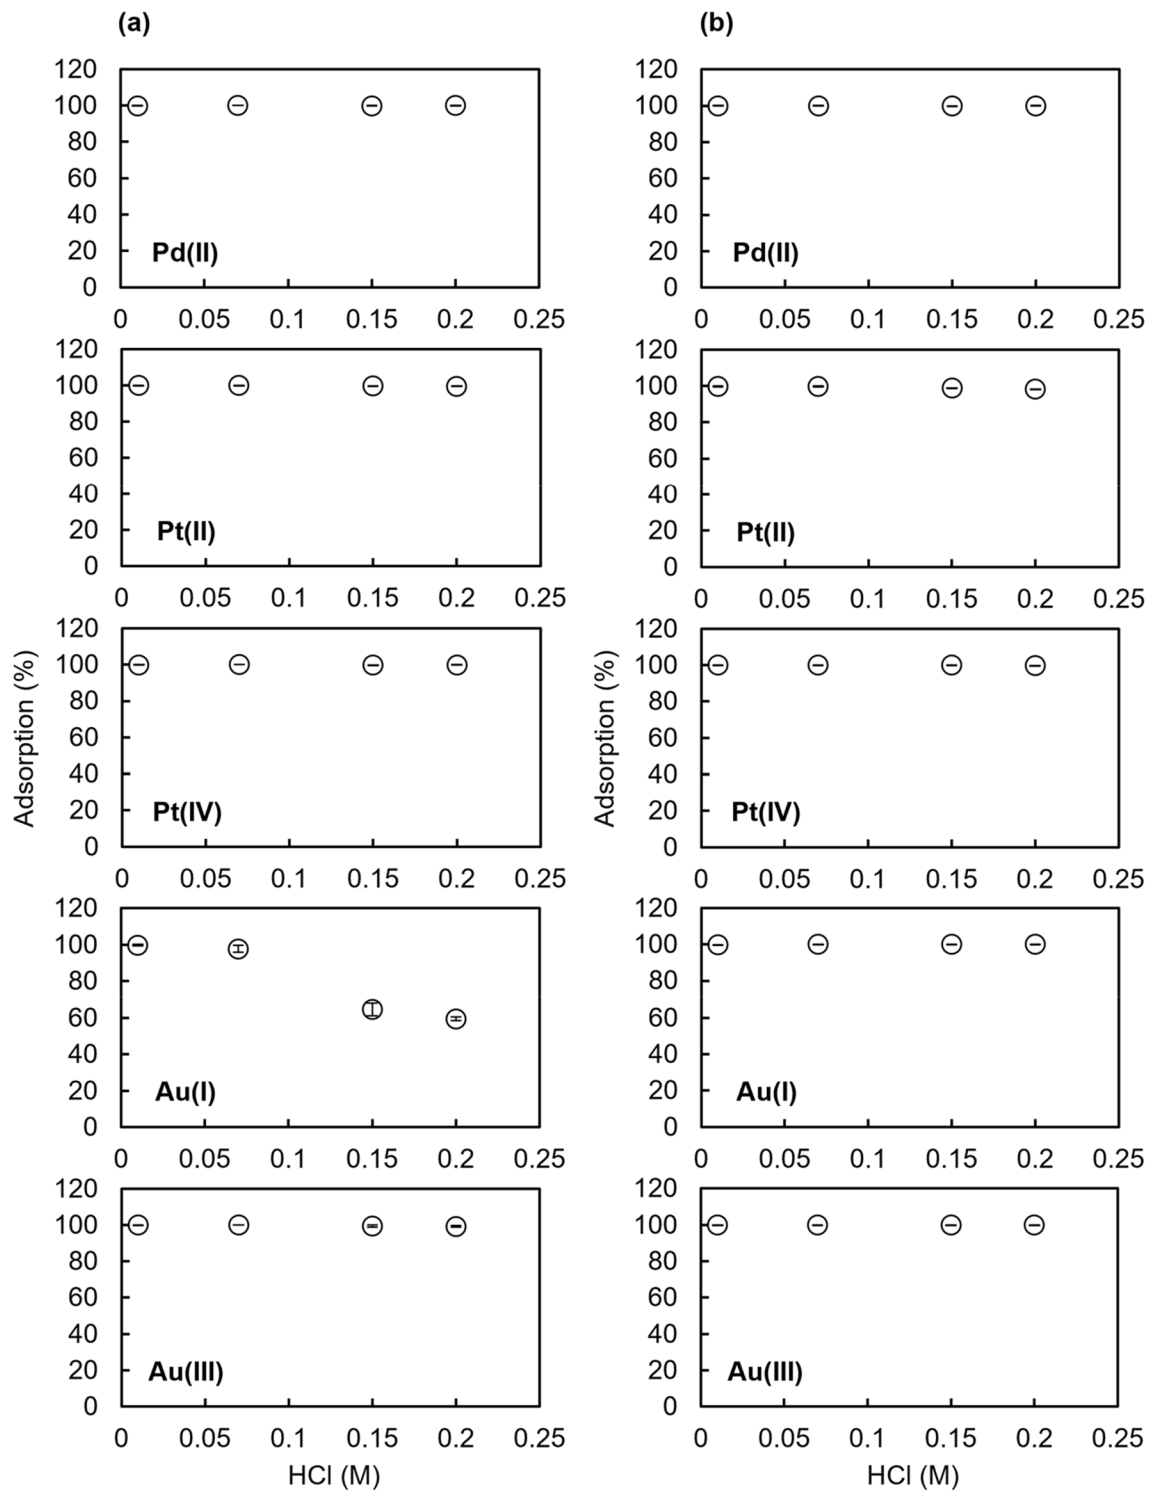 (a) (b)
120 120
100 100
80 80
60 60
40 40
20 Pd(II) 20 Pd(II)
0 0
0 0.05 0.1 0.15 0.2 0.25 0 0.05 0.1 0.15 0.2 0.25
120 120
100 100
80 80
60 60
40 40
20 Pt(II) 20 Pt(II)
0 0
0 0.05 0.1 0.15 0.2 0.25 0 0.05 0.1 0.15 0.2 0.25
Adsorption (%) Adsorption (%)
120 120
100 100
80 80
60 60
40 40
20 Pt(IV) 20 Pt(IV)
0 0
0 0.05 0.1 0.15 0.2 0.25 0 0.05 0.1 0.15 0.2 0.25
120 120
100 100
80 80
60 60
40 40
20 Au(I) 20 Au(I)
0 0
0 0.05 0.1 0.15 0.2 0.25 0 0.05 0.1 0.15 0.2 0.25
120 120
100 100
80 80
60 60
40 40
20 Au(III) 20 Au(III)
0 0
0 0.05 0.1 0.15 0.2 0.25 0 0.05 0.1 0.15 0.2 0.25
HCl (M) HCl (M)